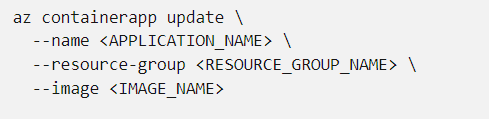 az containerapp update \
--name <APPLICATION_NAME> \
--resource-group <RESOURCE_GROUP_NAME> \
--image <IMAGE_NAME>